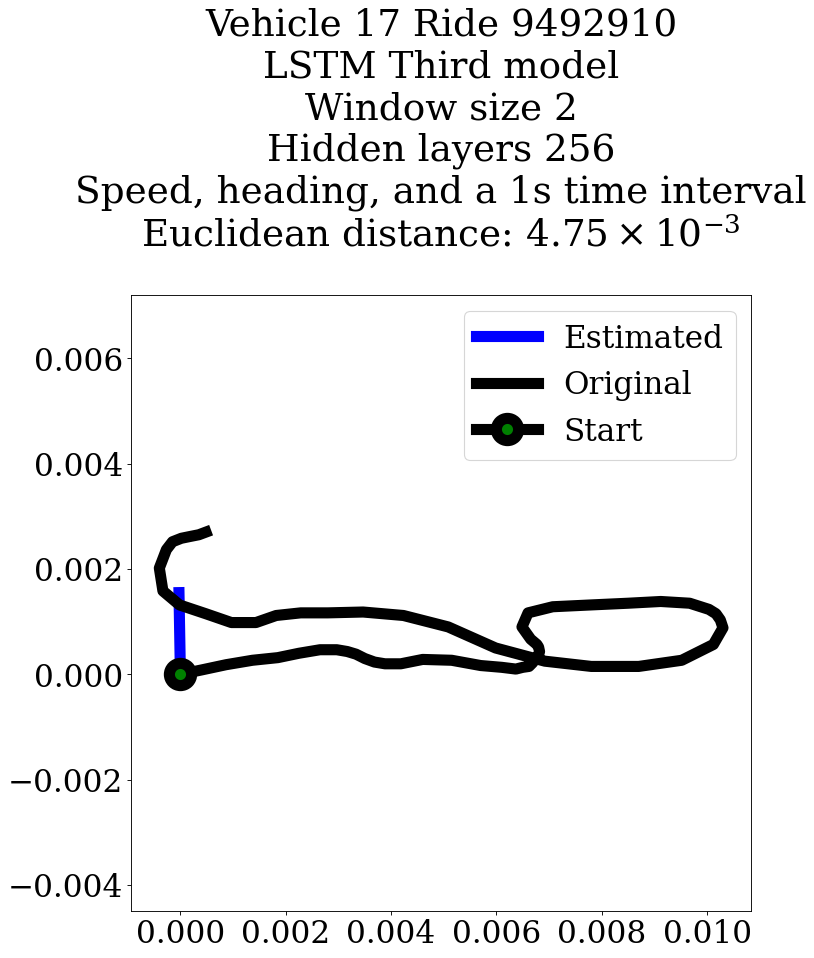 Vehicle 17 Ride 9492910
LSTM Third model
Window size 2
Hidden layers 256
Speed, heading, and a 1s time interval
Euclidean distance: 4.75 × 10⁻³
Estimated
Original
Start
0.006
0.004
0.002
0.000
−0.002
−0.004
0.000 0.002 0.004 0.006 0.008 0.010